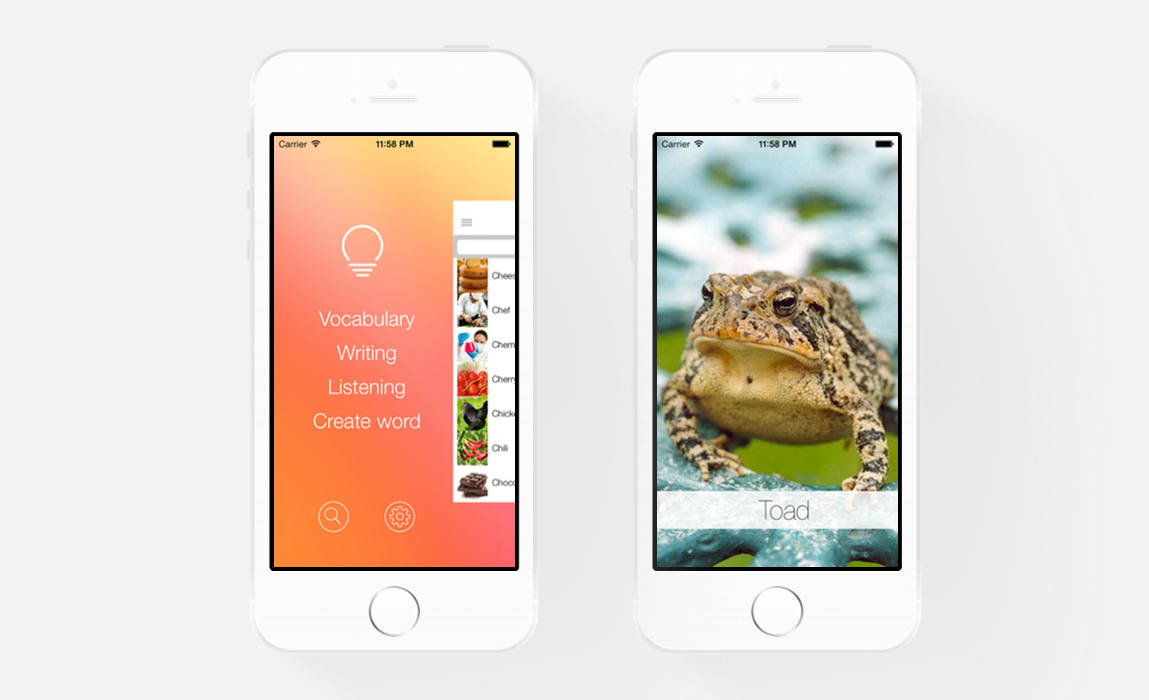 Carrier
11:58 PM
Vocabulary
Writing
Listening
Create word
Chees
Chef
Chem
Cherr
Chick
Chili
Choco
Carrier
11:58 PM
Toad